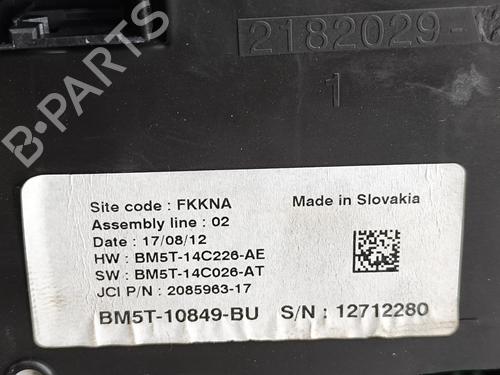 2182029-
1
B-PARTS
Site code : FKKNA
Made in Slovakia
Assembly line : 02
Date : 17/08/12
HW : BM5T-14C226-AE
SW : BM5T-14C026-AT
JCI P/N : 2085963-17
BM5T-10849-BU S/N : 12712280